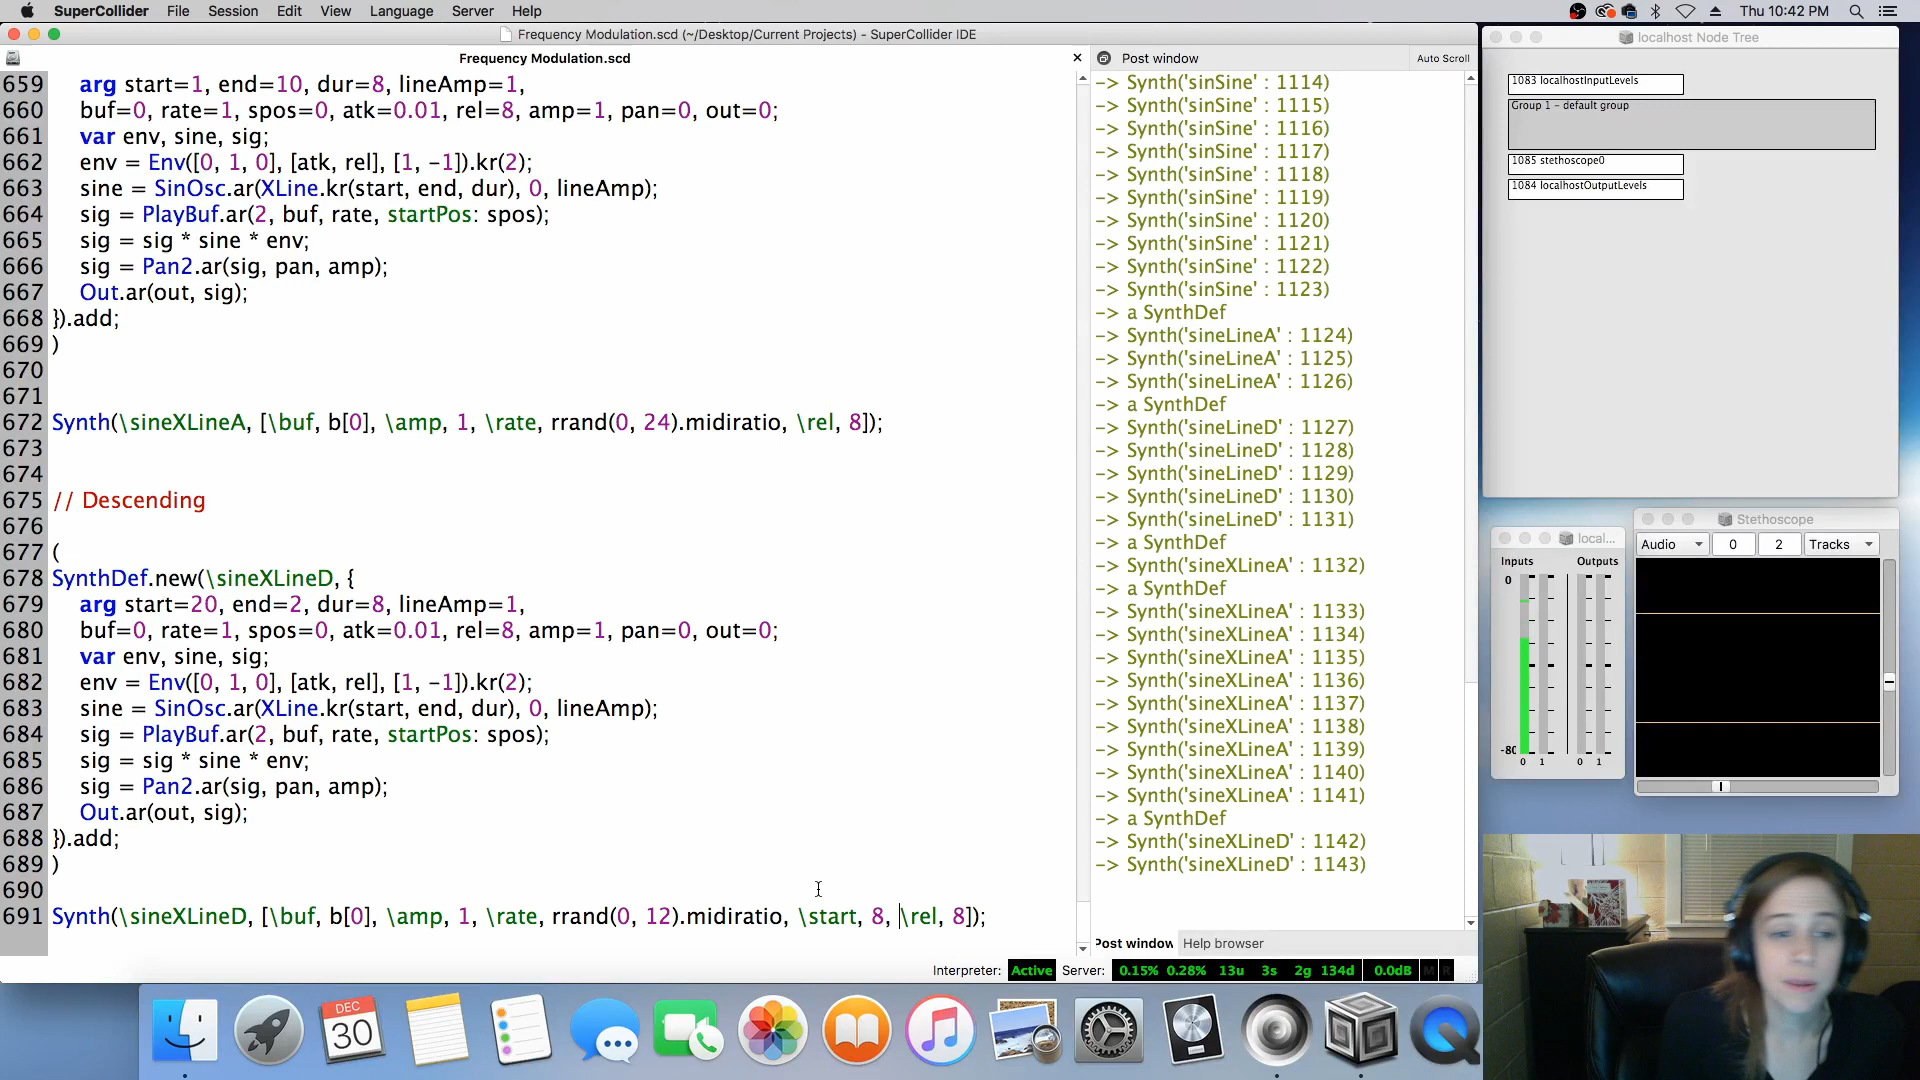 SuperCollider File Session Edit View Language Server Help
Thu 10:42 PM
Frequency Modulation.scd (~/Desktop/Current Projects) - SuperCollider IDE
Frequency Modulation.scd
659 arg start=1, end=10, dur=8, lineAmp=1,
660 buf=0, rate=1, spos=0, atk=0.01, rel=8, amp=1, pan=0, out=0;
661 var env, sine, sig;
662 env = Env([0, 1, 0], [atk, rel], [1, -1]).kr(2);
663 sine = SinOsc.ar(XLine.kr(start, end, dur), 0, lineAmp);
664 sig = PlayBuf.ar(2, buf, rate, startPos: spos);
665 sig = sig * sine * env;
666 sig = Pan2.ar(sig, pan, amp);
667 Out.ar(out, sig);
668 }).add;
669 )
670
671
672 Synth(\sineXLineA, [\buf, b[0], \amp, 1, \rate, rrand(0, 24).midiratio, \rel, 8]);
673
674
675 // Descending
676
677 (
678 SynthDef.new(\sineXLineD, {
679 arg start=20, end=2, dur=8, lineAmp=1,
680 buf=0, rate=1, spos=0, atk=0.01, rel=8, amp=1, pan=0, out=0;
681 var env, sine, sig;
682 env = Env([0, 1, 0], [atk, rel], [1, -1]).kr(2);
683 sine = SinOsc.ar(XLine.kr(start, end, dur), 0, lineAmp);
684 sig = PlayBuf.ar(2, buf, rate, startPos: spos);
685 sig = sig * sine * env;
686 sig = Pan2.ar(sig, pan, amp);
687 Out.ar(out, sig);
688 }).add;
689 )
690
691 Synth(\sineXLineD, [\buf, b[0], \amp, 1, \rate, rrand(0, 12).midiratio, \start, 8, \rel, 8]);
Post window Auto Scroll
-> Synth('sinSine' : 1114)
-> Synth('sinSine' : 1115)
-> Synth('sinSine' : 1116)
-> Synth('sinSine' : 1117)
-> Synth('sinSine' : 1118)
-> Synth('sinSine' : 1119)
-> Synth('sinSine' : 1120)
-> Synth('sinSine' : 1121)
-> Synth('sinSine' : 1122)
-> Synth('sinSine' : 1123)
-> a SynthDef
-> Synth('sineLineA' : 1124)
-> Synth('sineLineA' : 1125)
-> Synth('sineLineA' : 1126)
-> a SynthDef
-> Synth('sineLineD' : 1127)
-> Synth('sineLineD' : 1128)
-> Synth('sineLineD' : 1129)
-> Synth('sineLineD' : 1130)
-> Synth('sineLineD' : 1131)
-> a SynthDef
-> Synth('sineXLineA' : 1132)
-> a SynthDef
-> Synth('sineXLineA' : 1133)
-> Synth('sineXLineA' : 1134)
-> Synth('sineXLineA' : 1135)
-> Synth('sineXLineA' : 1136)
-> Synth('sineXLineA' : 1137)
-> Synth('sineXLineA' : 1138)
-> Synth('sineXLineA' : 1139)
-> Synth('sineXLineA' : 1140)
-> Synth('sineXLineA' : 1141)
-> a SynthDef
-> Synth('sineXLineD' : 1142)
-> Synth('sineXLineD' : 1143)
Post window Help browser
Interpreter: Active Server: 0.15% 0.28% 13u 3s 2g 134d 0.0dB M R
localhost Node Tree
1083 localhostInputLevels
Group 1 - default group
1085 stethoscope0
1084 localhostOutputLevels
local...
Inputs Outputs
0
-80
0 1 0 1
Stethoscope
Audio 0 2 Tracks
DEC
30